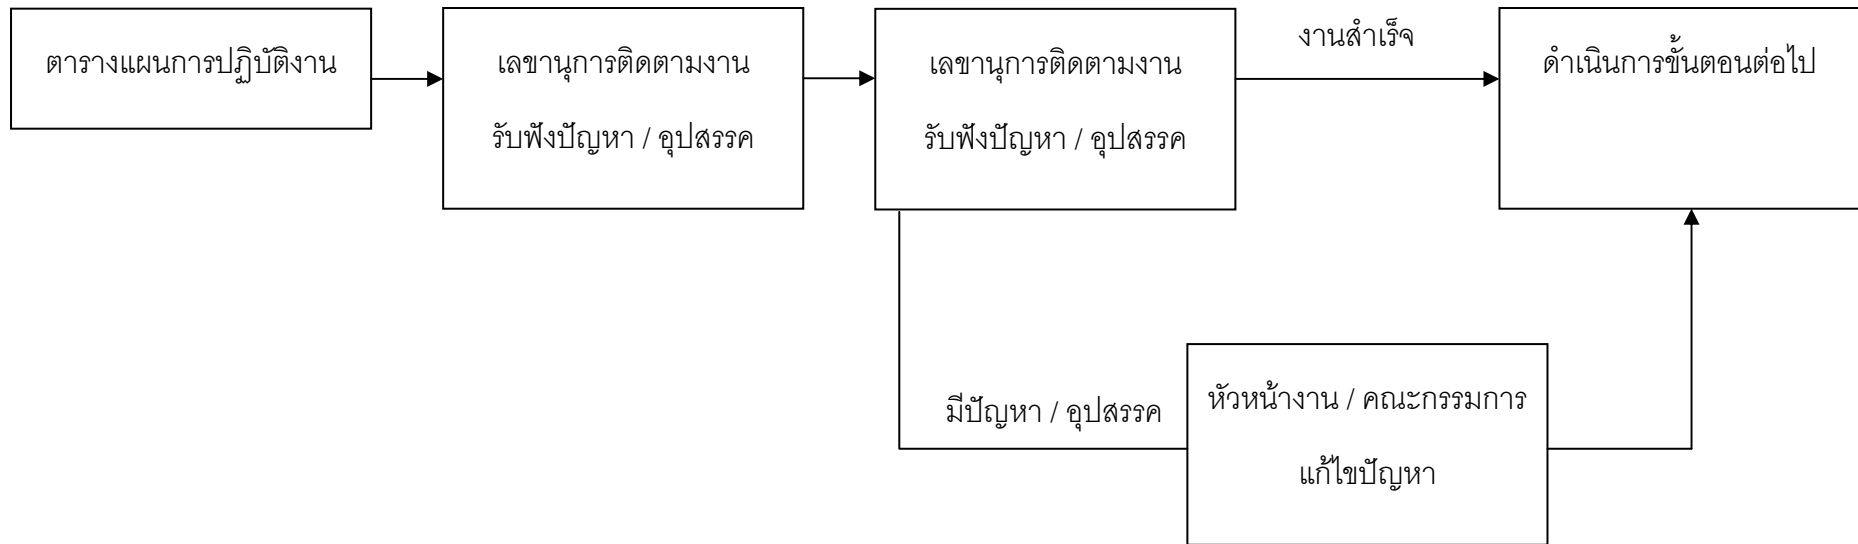 ตารางแผนการปฏิบัติงาน
เลขานุการติดตามงาน
รับฟังปัญหา / อุปสรรค
เลขานุการติดตามงาน
รับฟังปัญหา / อุปสรรค
งานสำเร็จ
ดำเนินการขั้นตอนต่อไป
มีปัญหา / อุปสรรค
หัวหน้างาน / คณะกรรมการ
แก้ไขปัญหา